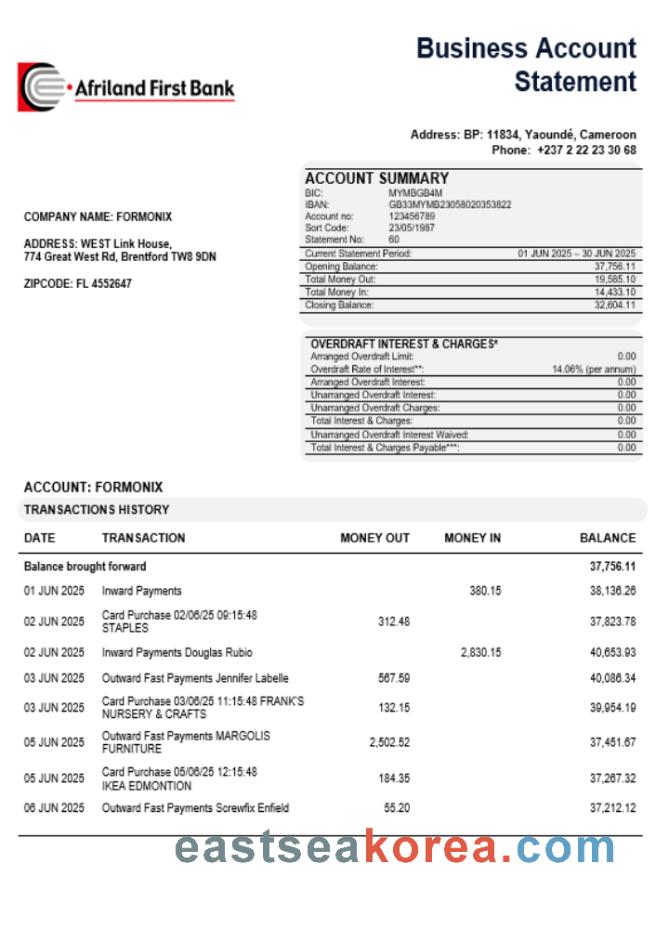 Business Account
Statement
Afriland First Bank
Address: BP: 11834, Yaoundé, Cameroon
Phone: +237 2 22 23 30 68
ACCOUNT SUMMARY
BIC: MYMBGB4M
IBAN: GB33MYMB23058020353822
Account no: 123456789
Sort Code: 23/05/1987
Statement No: 60
Current Statement Period: 01 JUN 2025 – 30 JUN 2025
Opening Balance: 37,756.11
Total Money Out: 19,585.10
Total Money In: 14,433.10
Closing Balance: 32,604.11
COMPANY NAME: FORMONIX
ADDRESS: WEST Link House,
774 Great West Rd, Brentford TW8 9DN
ZIPCODE: FL 4552647
OVERDRAFT INTEREST & CHARGES*
Arranged Overdraft Limit: 0.00
Overdraft Rate of Interest**: 14.06% (per annum)
Arranged Overdraft Interest: 0.00
Unarranged Overdraft Interest: 0.00
Unarranged Overdraft Charges: 0.00
Total Interest & Charges: 0.00
Unarranged Overdraft Interest Waived: 0.00
Total Interest & Charges Payable***: 0.00
ACCOUNT: FORMONIX
TRANSACTIONS HISTORY
DATE TRANSACTION MONEY OUT MONEY IN BALANCE
Balance brought forward 37,756.11
01 JUN 2025 Inward Payments 380.15 38,136.26
02 JUN 2025 Card Purchase 02/06/25 09:15:48 312.48 37,823.78
STAPLES
02 JUN 2025 Inward Payments Douglas Rubio 2,830.15 40,653.93
03 JUN 2025 Outward Fast Payments Jennifer Labelle 567.59 40,086.34
03 JUN 2025 Card Purchase 03/06/25 11:15:48 FRANK'S 132.15 39,954.19
NURSERY & CRAFTS
05 JUN 2025 Outward Fast Payments MARGOLIS 2,502.52 37,451.67
FURNITURE
05 JUN 2025 Card Purchase 05/06/25 12:15:48 184.35 37,267.32
IKEA EDMONTION
06 JUN 2025 Outward Fast Payments Screwfix Enfield 55.20 37,212.12
eastseakorea.com